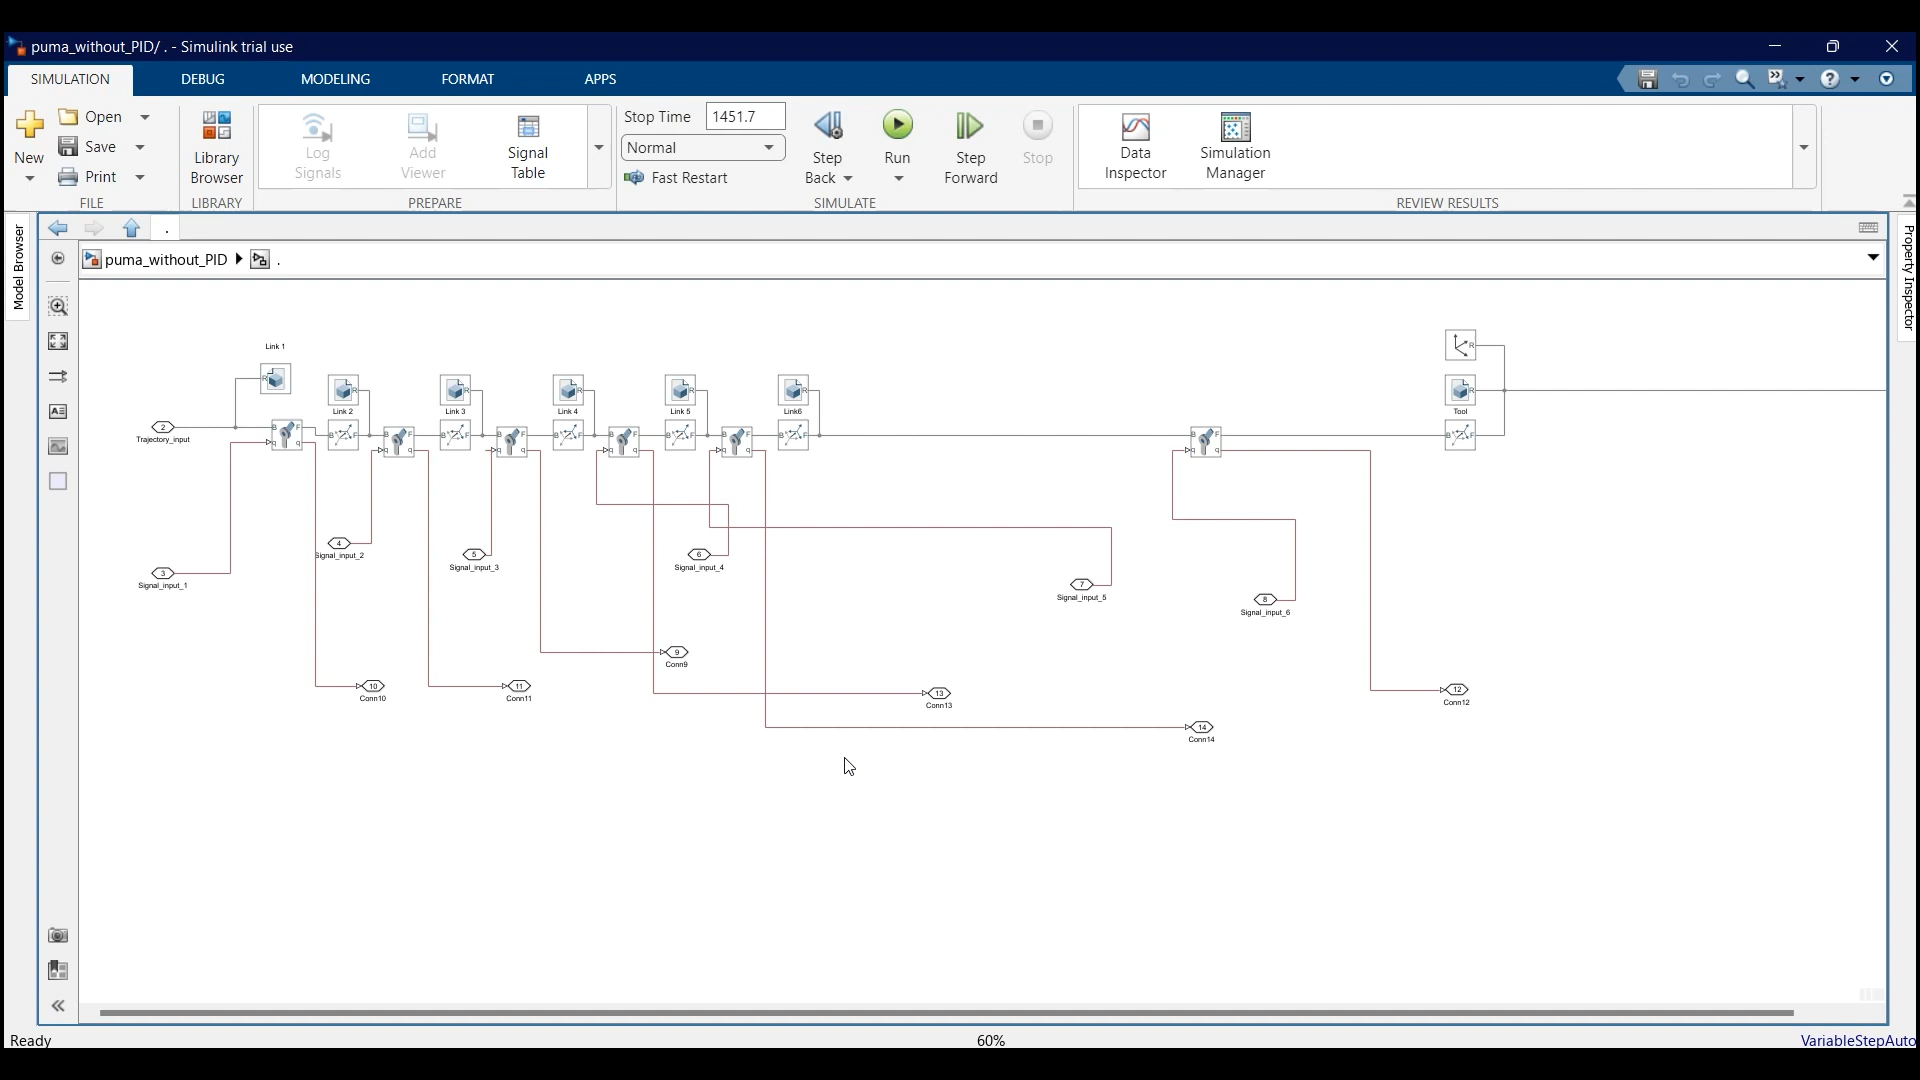 puma_without_PID/ . - Simulink trial use
SIMULATION
DEBUG
MODELING
FORMAT
APPS
New
Open
Save
Print
FILE
Library
Browser
LIBRARY
Log
Signals
Add
Viewer
Signal
Table
PREPARE
Stop Time
1451.7
Normal
Fast Restart
Step
Back
Run
Step
Forward
Stop
SIMULATE
Data
Inspector
Simulation
Manager
REVIEW RESULTS
Model Browser
Property Inspector
.
puma_without_PID
.
Link 1
R
Link 2
R
Link 3
R
Link 4
R
Link 5
R
Link6
R
R
R
Tool
2
Trajectory_input
B F
q q
B F
B F
q q
B F
B F
q q
B F
B F
q q
B F
B F
q q
B F
B F
q q
B F
4
Signal_input_2
5
Signal_input_3
6
Signal_input_4
3
Signal_input_1
7
Signal_input_5
8
Signal_input_6
9
Conn9
10
Conn10
11
Conn11
13
Conn13
12
Conn12
14
Conn14
Ready
60%
VariableStepAuto